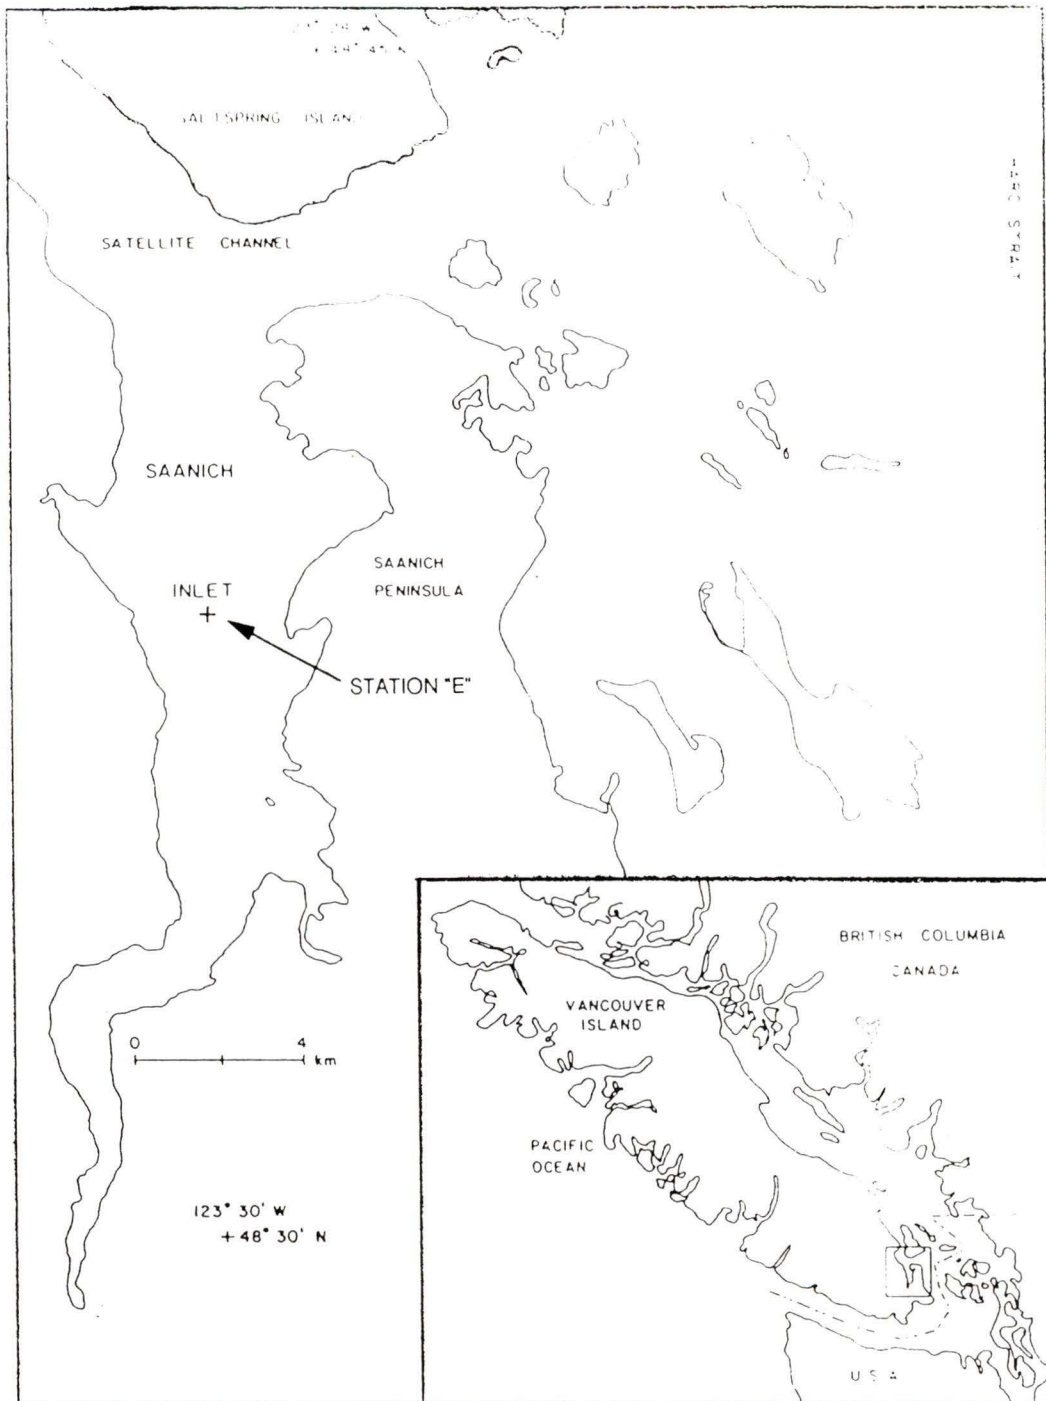 SALTSPRING ISLAND
SATELLITE CHANNEL
SAANICH
INLET
SAANICH
PENINSULA
STATION "E"
0 4
km
123° 30' W
+ 48° 30' N
BRITISH COLUMBIA
CANADA
VANCOUVER
ISLAND
PACIFIC
OCEAN
U S A